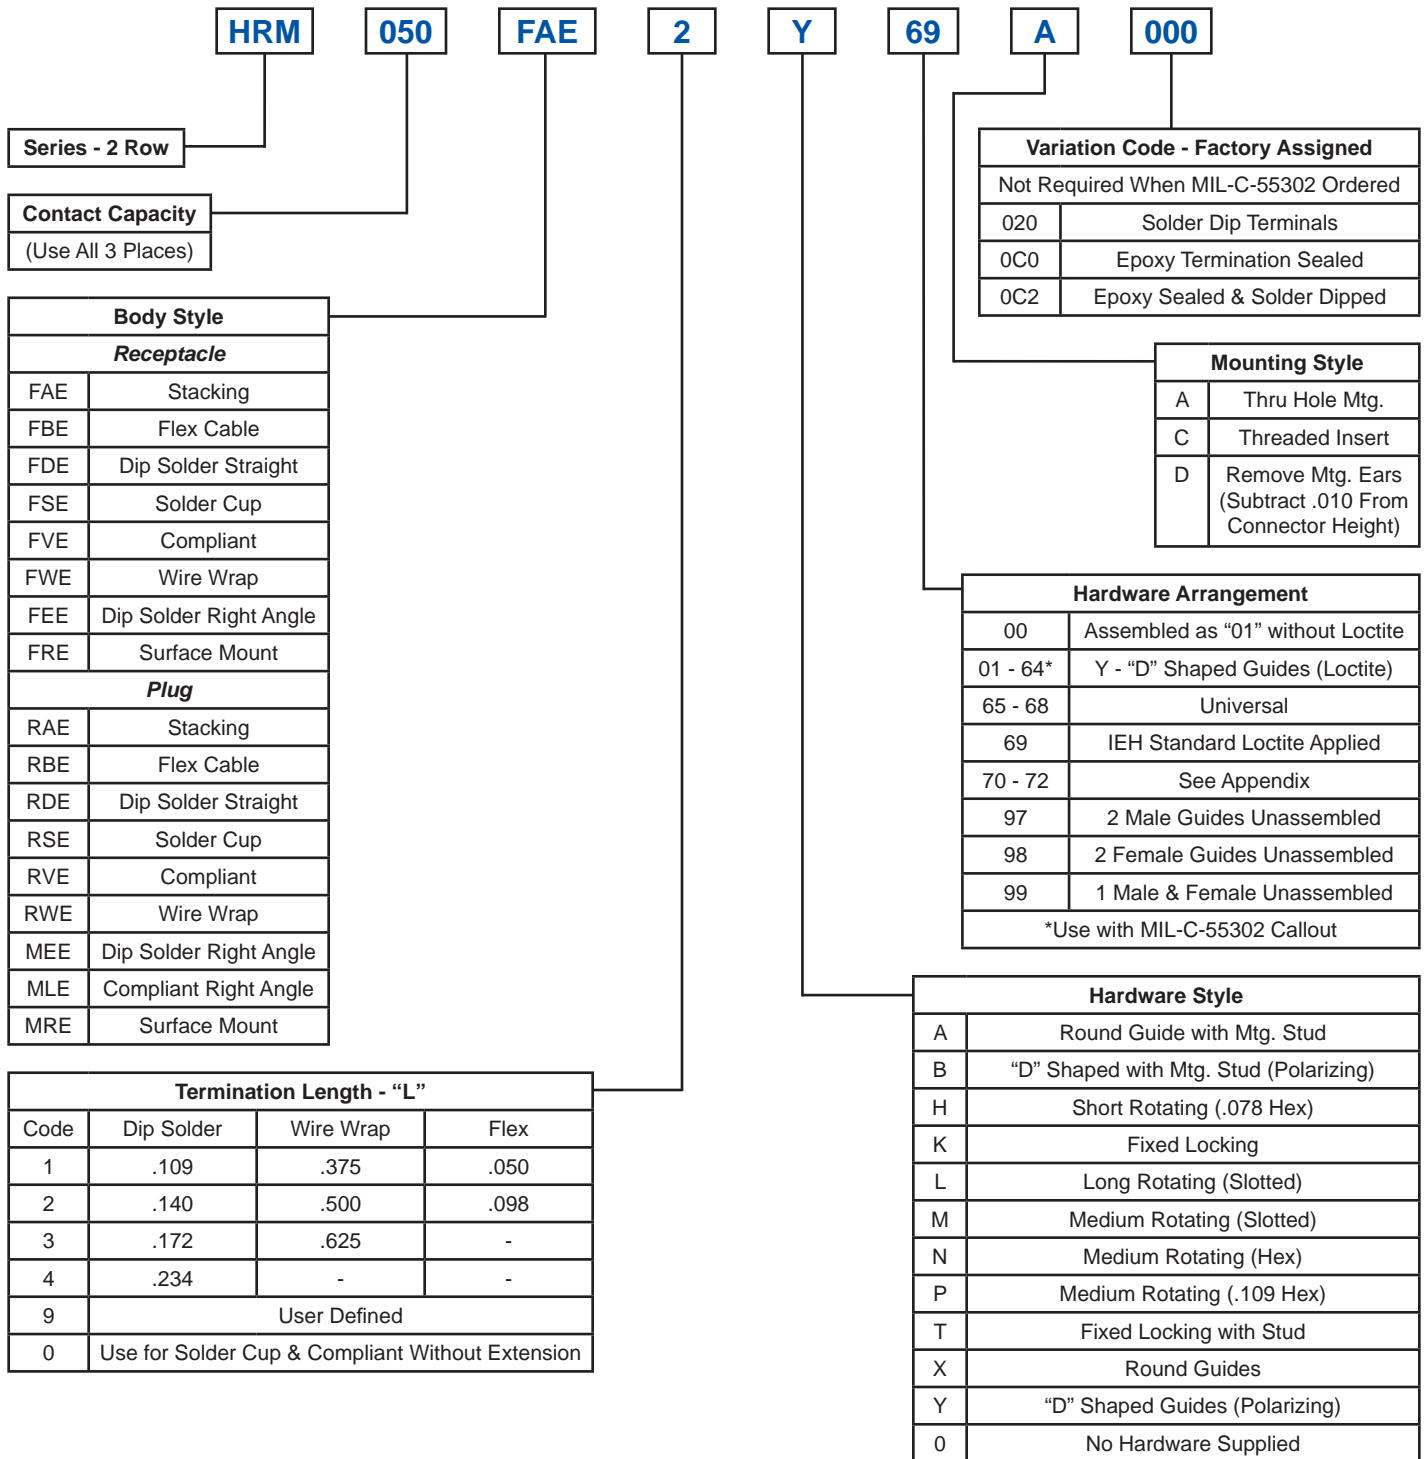 HRM 050 FAE 2 Y 69 A 000
Series - 2 Row
Contact Capacity
(Use All 3 Places)
Body Style
Receptacle
FAE Stacking
FBE Flex Cable
FDE Dip Solder Straight
FSE Solder Cup
FVE Compliant
FWE Wire Wrap
FEE Dip Solder Right Angle
FRE Surface Mount
Plug
RAE Stacking
RBE Flex Cable
RDE Dip Solder Straight
RSE Solder Cup
RVE Compliant
RWE Wire Wrap
MEE Dip Solder Right Angle
MLE Compliant Right Angle
MRE Surface Mount
Termination Length - “L”
Code Dip Solder Wire Wrap Flex
1 .109 .375 .050
2 .140 .500 .098
3 .172 .625 -
4 .234 - -
9 User Defined
0 Use for Solder Cup & Compliant Without Extension
Variation Code - Factory Assigned
Not Required When MIL-C-55302 Ordered
020 Solder Dip Terminals
0C0 Epoxy Termination Sealed
0C2 Epoxy Sealed & Solder Dipped
Mounting Style
A Thru Hole Mtg.
C Threaded Insert
D Remove Mtg. Ears
(Subtract .010 From
Connector Height)
Hardware Arrangement
00 Assembled as “01” without Loctite
01 - 64* Y - “D” Shaped Guides (Loctite)
65 - 68 Universal
69 IEH Standard Loctite Applied
70 - 72 See Appendix
97 2 Male Guides Unassembled
98 2 Female Guides Unassembled
99 1 Male & Female Unassembled
*Use with MIL-C-55302 Callout
Hardware Style
A Round Guide with Mtg. Stud
B “D” Shaped with Mtg. Stud (Polarizing)
H Short Rotating (.078 Hex)
K Fixed Locking
L Long Rotating (Slotted)
M Medium Rotating (Slotted)
N Medium Rotating (Hex)
P Medium Rotating (.109 Hex)
T Fixed Locking with Stud
X Round Guides
Y “D” Shaped Guides (Polarizing)
0 No Hardware Supplied